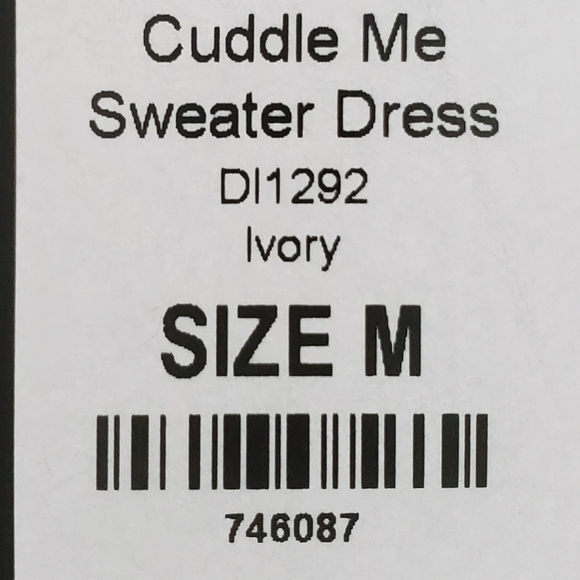 Cuddle Me
Sweater Dress
DI1292
Ivory
SIZE M
746087